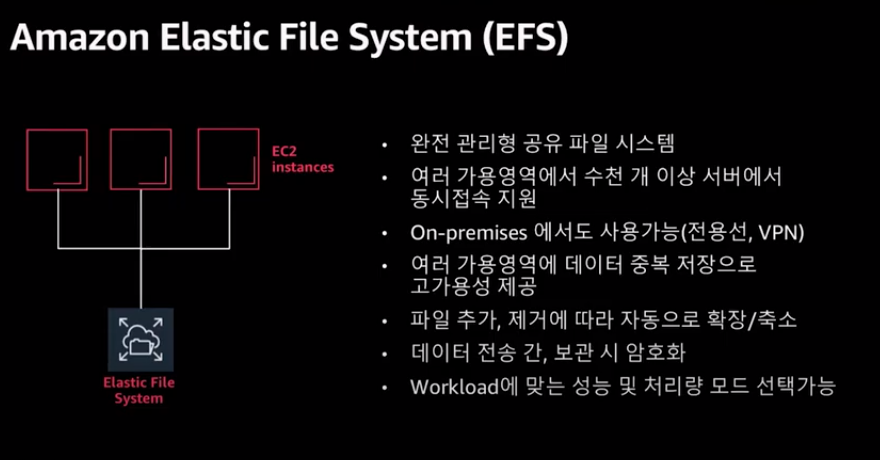 Amazon Elastic File System (EFS)
EC2
instances
Elastic File
System
• 완전 관리형 공유 파일 시스템
• 여러 가용영역에서 수천 개 이상 서버에서
동시접속 지원
• On-premises 에서도 사용가능(전용선, VPN)
• 여러 가용영역에 데이터 중복 저장으로
고가용성 제공
• 파일 추가, 제거에 따라 자동으로 확장/축소
• 데이터 전송 간, 보관 시 암호화
• Workload에 맞는 성능 및 처리량 모드 선택가능